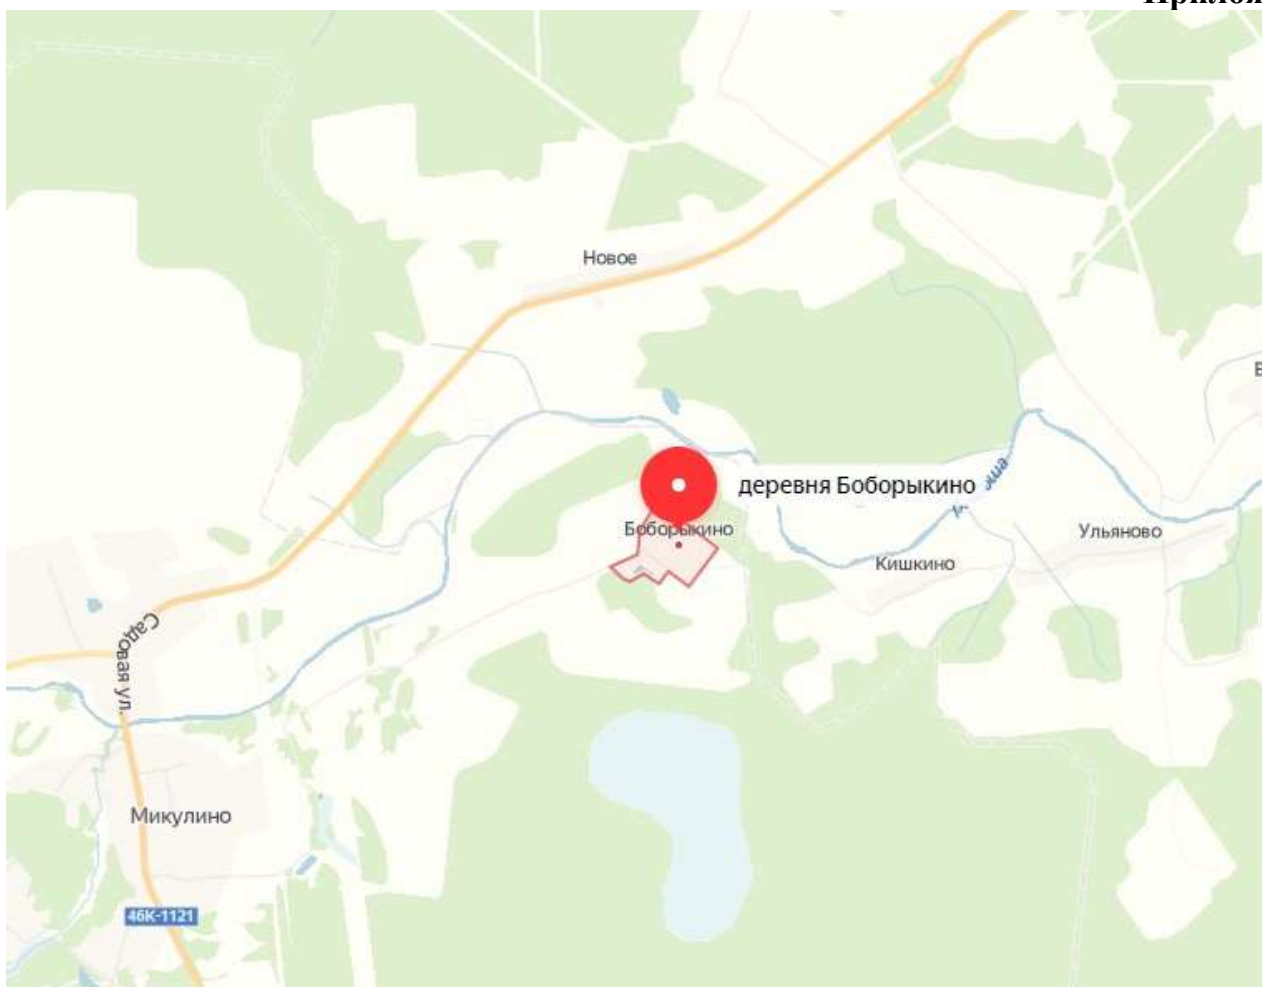 Новое
деревня Боборыкино
Боборыкино
Ульяново
Кишкино
Садовая ул.
Микулино
46К-1121